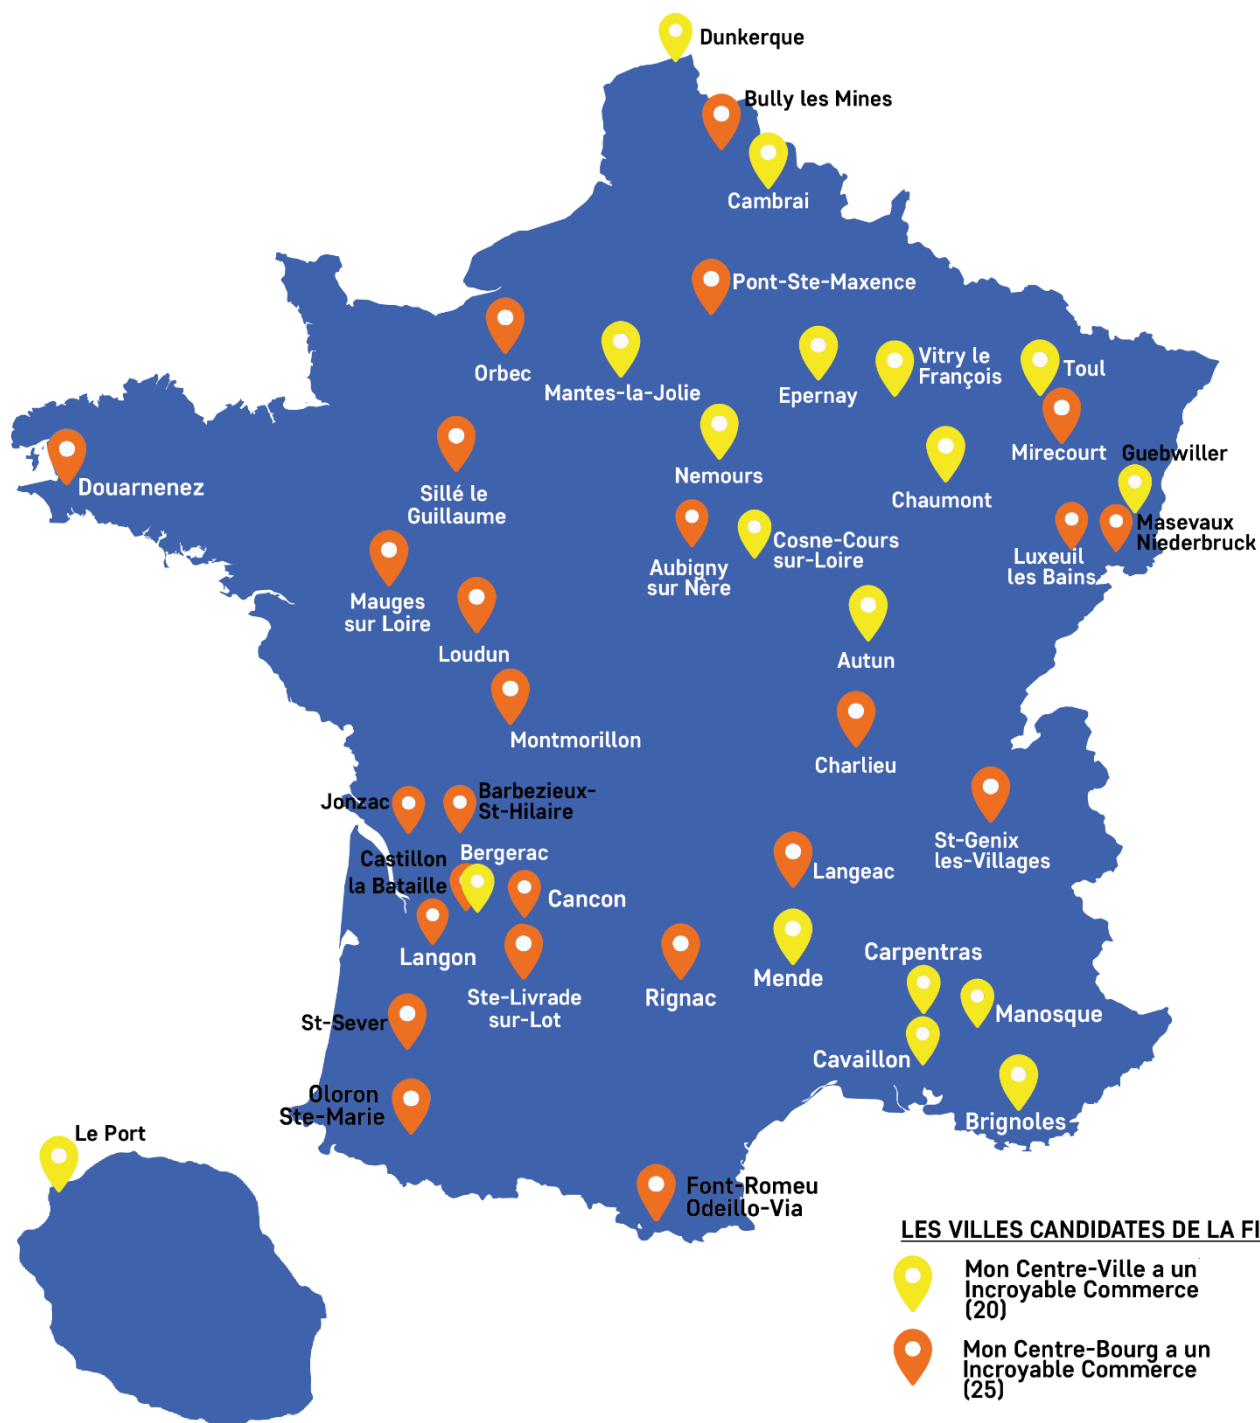 Dunkerque
Bully les Mines
Cambrai
Pont-Ste-Maxence
Orbec
Mantes-la-Jolie
Epernay
Vitry le
François
Toul
Mirecourt
Guebwiller
Douarnenez
Sillé le
Guillaume
Nemours
Chaumont
Masevaux
Niederbruck
Luxeuil
les Bains
Aubigny
sur Nère
Cosne-Cours
sur-Loire
Mauges
sur Loire
Loudun
Autun
Montmorillon
Charlieu
Jonzac
Barbezieux-
St-Hilaire
St-Genix
les-Villages
Castillon
la Bataille
Bergerac
Cancon
Langeac
Langon
Ste-Livrade
sur-Lot
Rignac
Mende
Carpentras
Manosque
Cavaillon
St-Sever
Oloron
Ste-Marie
Brignoles
Le Port
Font-Romeu
Odeillo-Via
LES VILLES CANDIDATES DE LA FI
Mon Centre-Ville a un
Incroyable Commerce
(20)
Mon Centre-Bourg a un
Incroyable Commerce
(25)